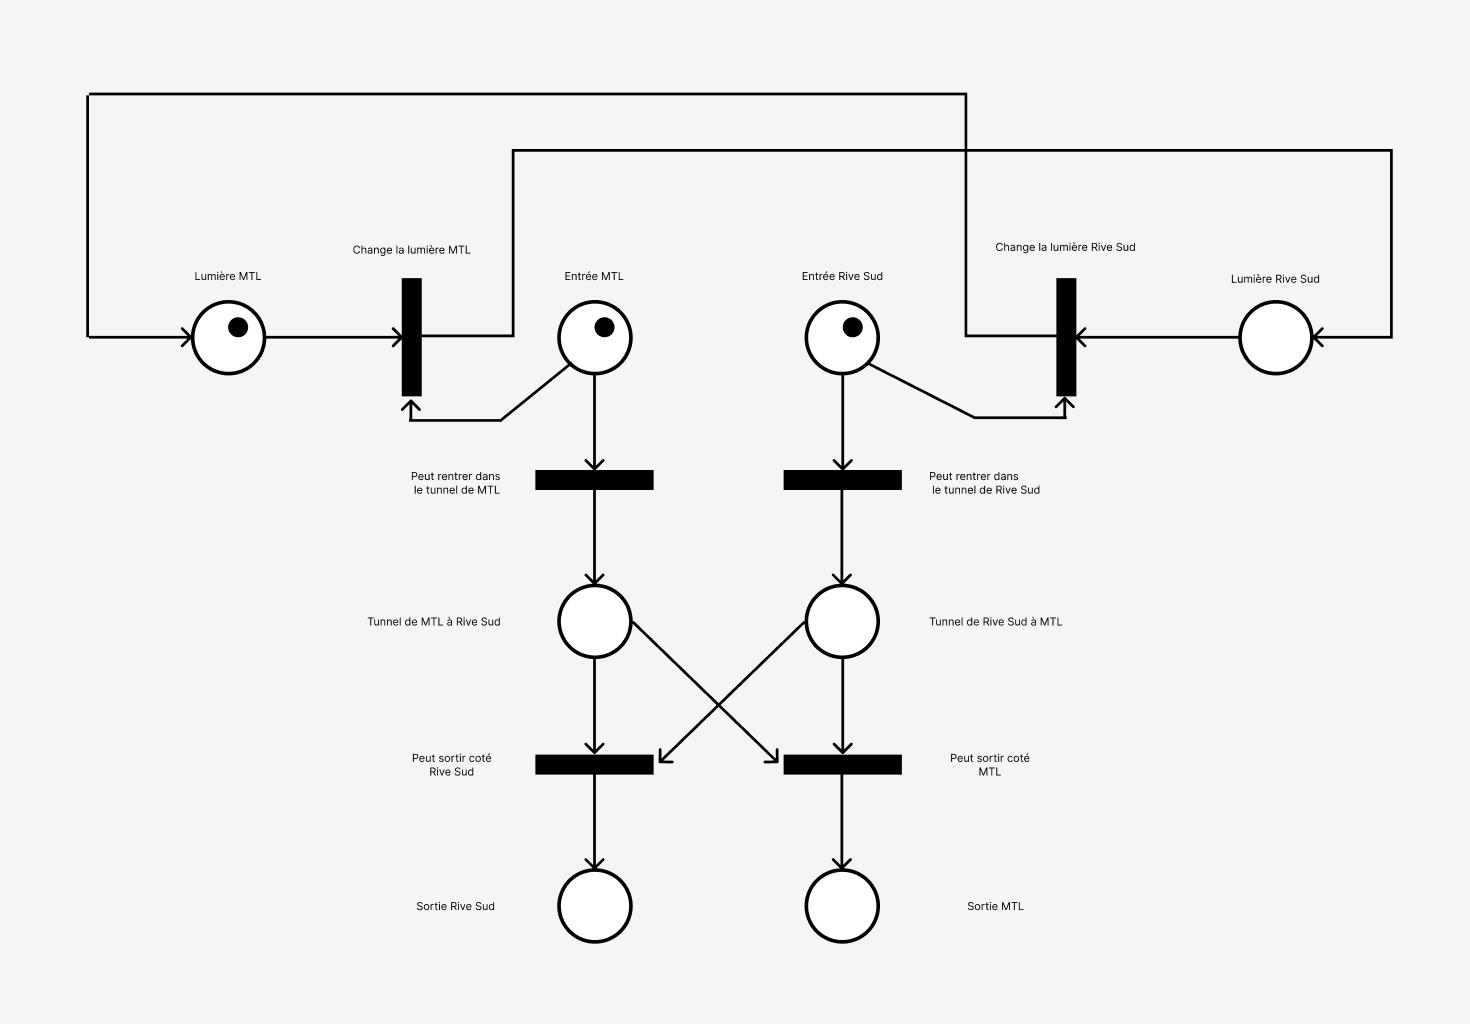 Change la lumière MTL
Change la lumière Rive Sud
Lumière MTL
Entrée MTL
Entrée Rive Sud
Lumière Rive Sud
Peut rentrer dans
le tunnel de MTL
Peut rentrer dans
le tunnel de Rive Sud
Tunnel de MTL à Rive Sud
Tunnel de Rive Sud à MTL
Peut sortir coté
Rive Sud
Peut sortir coté
MTL
Sortie Rive Sud
Sortie MTL